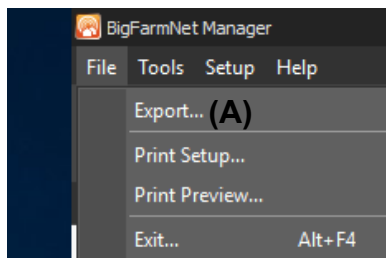 BigFarmNet Manager
File Tools Setup Help
Export... (A)
Print Setup...
Print Preview...
Exit... Alt+F4